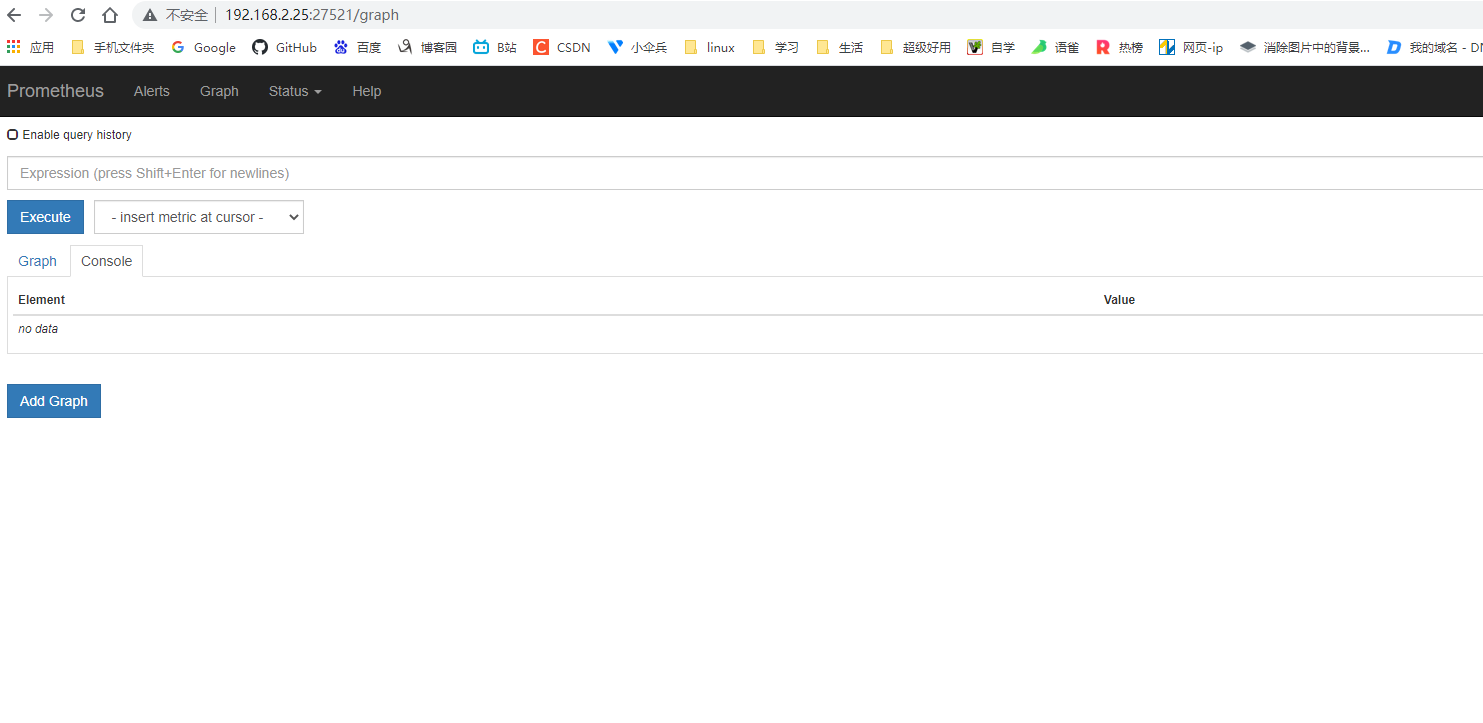 不安全 192.168.2.25:27521/graph
应用 手机文件夹 Google GitHub 百度 博客园 B站 CSDN 小伞兵 linux 学习 生活 超级好用 自学 语雀 热榜 网页-ip 消除图片中的背景... 我的域名 - DN
Prometheus Alerts Graph Status Help
Enable query history
Expression (press Shift+Enter for newlines)
Execute - insert metric at cursor -
Graph Console
Element Value
no data
Add Graph